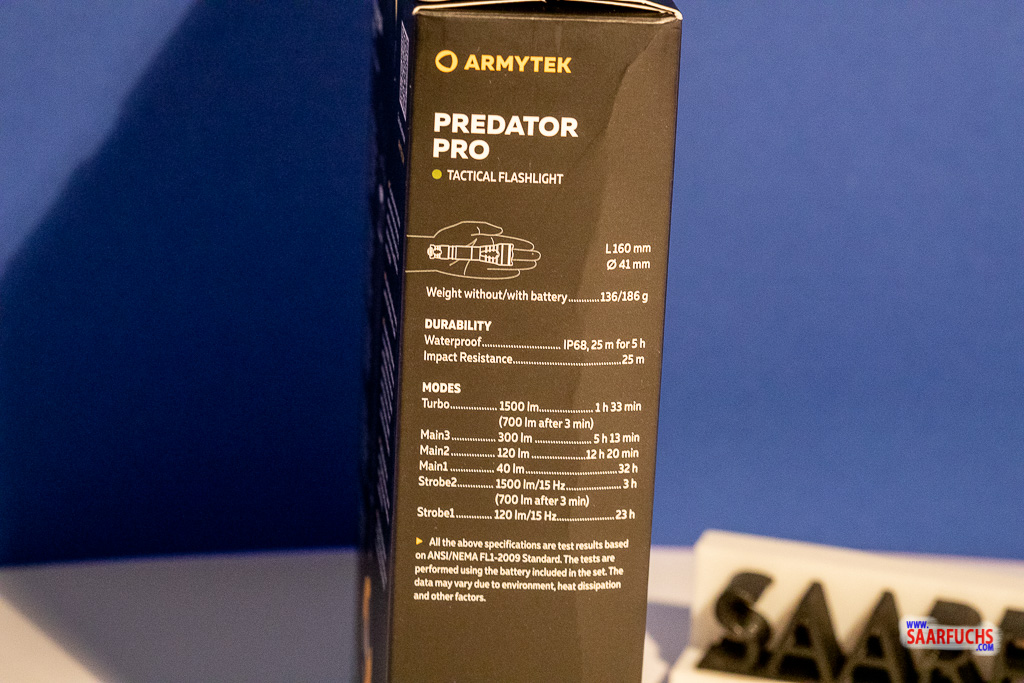 ARMYTEK
PREDATOR
PRO
TACTICAL FLASHLIGHT
L 160 mm
Ø 41 mm
Weight without/with battery............136/186 g
DURABILITY
Waterproof............................ IP68, 25 m for 5 h
Impact Resistance......................................25 m
MODES
Turbo................ 1500 lm.................... 1 h 33 min
(700 lm after 3 min)
Main3............... 300 lm ..................... 5 h 13 min
Main2............... 120 lm ....................12 h 20 min
Main1............... 40 lm..................................32 h
Strobe2............. 1500 lm/15 Hz..................... 3 h
(700 lm after 3 min)
Strobe1.............. 120 lm/15 Hz..................... 23 h
► All the above specifications are test results based
on ANSI/NEMA FL1-2009 Standard. The tests are
performed using the battery included in the set. The
data may vary due to environment, heat dissipation
and other factors.
SAARF
WWW.
SAARFUCHS
.COM